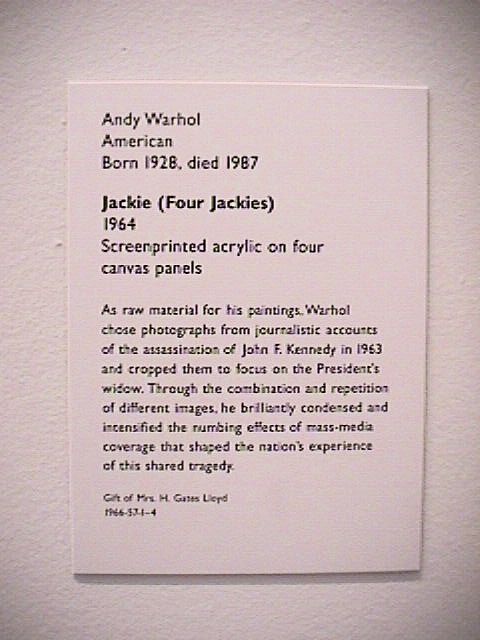 Andy Warhol
American
Born 1928, died 1987
Jackie (Four Jackies)
1964
Screenprinted acrylic on four
canvas panels
As raw material for his paintings, Warhol
chose photographs from journalistic accounts
of the assassination of John F. Kennedy in 1963
and cropped them to focus on the President's
widow. Through the combination and repetition
of different images, he brilliantly condensed and
intensified the numbing effects of mass-media
coverage that shaped the nation's experience
of this shared tragedy.
Gift of Mrs. H. Gates Lloyd
1966-57-1–4